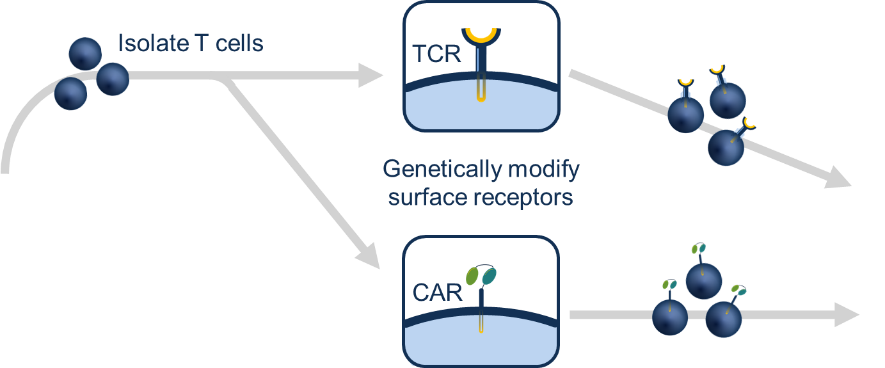 Isolate T cells
TCR
Genetically modify
surface receptors
CAR